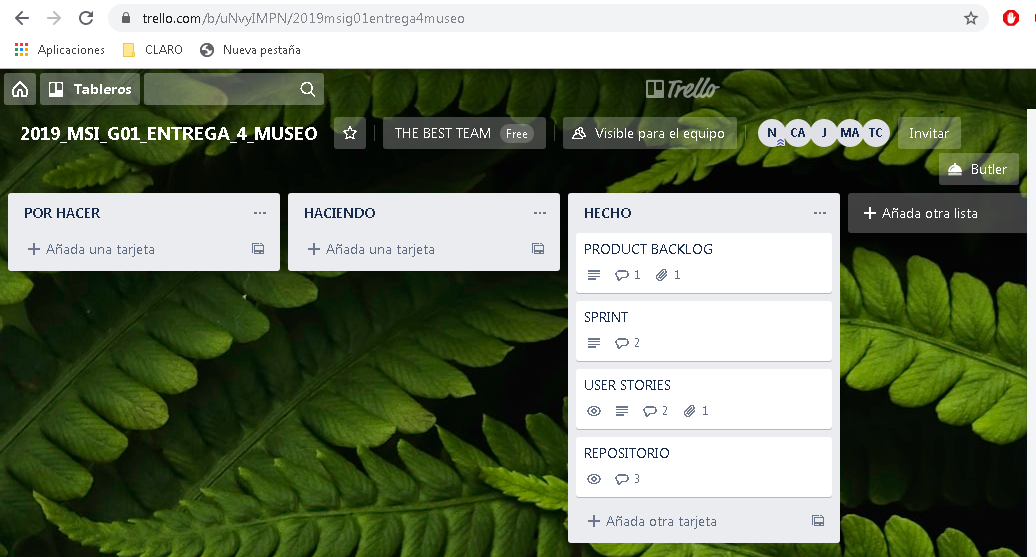 trello.com/b/uNvyIMPN/2019msig01entrega4museo
Aplicaciones CLARO Nueva pestaña
Tableros Trello
2019_MSI_G01_ENTREGA_4_MUSEO THE BEST TEAM Free Visible para el equipo N CA J MA TC Invitar
Butler
POR HACER
Añada una tarjeta
HACIENDO
Añada una tarjeta
HECHO
PRODUCT BACKLOG
1 1
SPRINT
2
USER STORIES
2 1
REPOSITORIO
3
Añada otra tarjeta
Añada otra lista